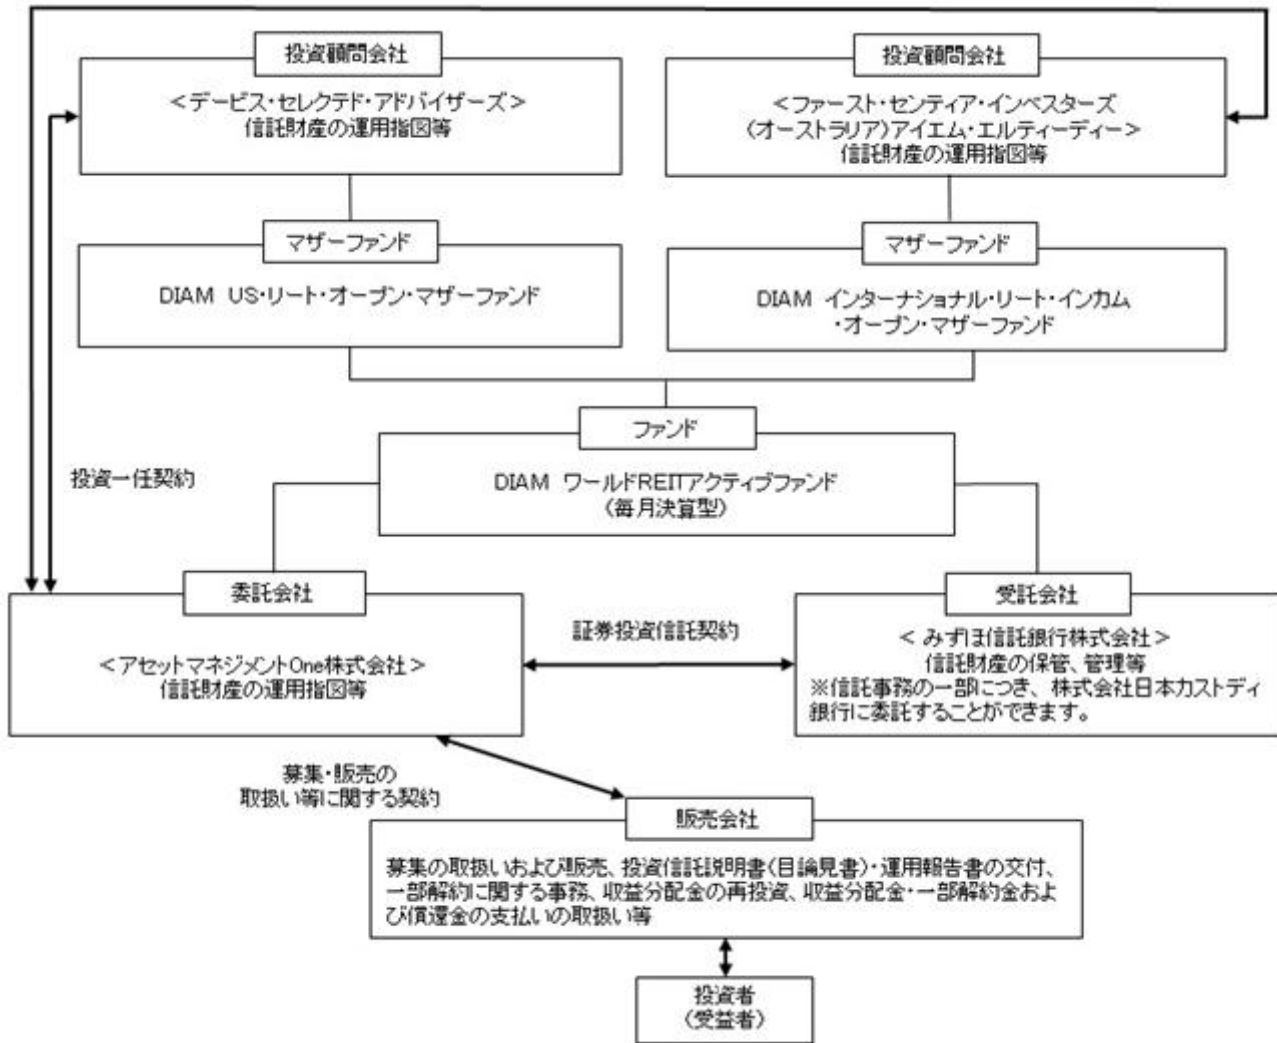 投資顧問会社
<デービス・セレクテド・アドバイザーズ>
信託財産の運用指図等
投資顧問会社
<ファースト・センティア・インベスターズ
(オーストラリア)アイエム・エルティーディー>
信託財産の運用指図等
マザーファンド
DIAM US・リート・オープン・マザーファンド
マザーファンド
DIAM インターナショナル・リート・インカム
・オープン・マザーファンド
ファンド
DIAM ワールドREITアクティブファンド
(毎月決算型)
投資一任契約
委託会社
<アセットマネジメントOne株式会社>
信託財産の運用指図等
証券投資信託契約
受託会社
< みずほ信託銀行株式会社>
信託財産の保管、管理等
※信託事務の一部につき、株式会社日本カストディ
銀行に委託することができます。
募集・販売の
取扱い等に関する契約
販売会社
募集の取扱いおよび販売、投資信託説明書(目論見書)・運用報告書の交付、
一部解約に関する事務、収益分配金の再投資、収益分配金・一部解約金およ
び償還金の支払いの取扱い等
投資者
(受益者)